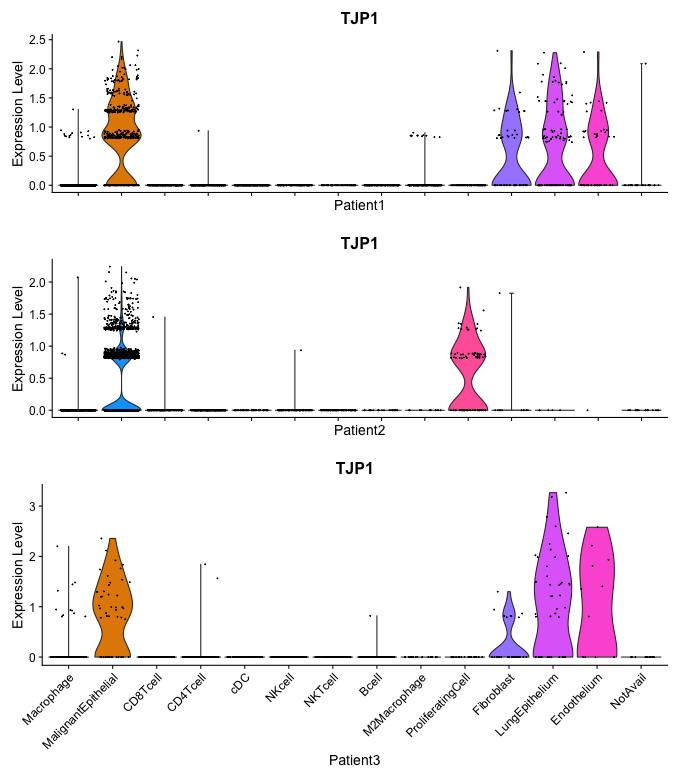 TJP1
Expression Level
2.5
2.0
1.5
1.0
0.5
0.0
Patient1
TJP1
Expression Level
2.0
1.5
1.0
0.5
0.0
Patient2
TJP1
Expression Level
3
2
1
0
Macrophage
MalignantEpithelial
CD8Tcell
CD4Tcell
cDC
NKcell
NKTcell
Bcell
M2Macrophage
ProliferatingCell
Fibroblast
LungEpithelium
Endothelium
NotAvail
Patient3